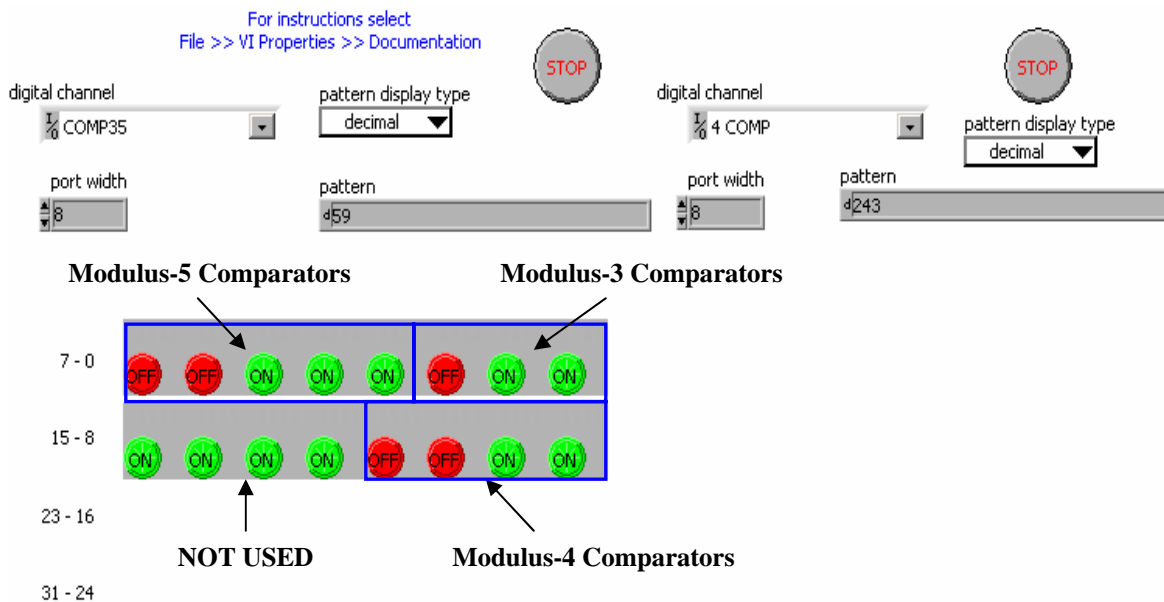 For instructions select
File >> VI Properties >> Documentation
STOP
STOP
digital channel
I/O COMP35
pattern display type
decimal
digital channel
I/O 4 COMP
pattern display type
decimal
port width
8
pattern
d 59
port width
8
pattern
d 243
Modulus-5 Comparators
Modulus-3 Comparators
7 - 0
OFF OFF ON ON ON OFF ON ON
15 - 8
ON ON ON ON OFF OFF ON ON
23 - 16
NOT USED
Modulus-4 Comparators
31 - 24